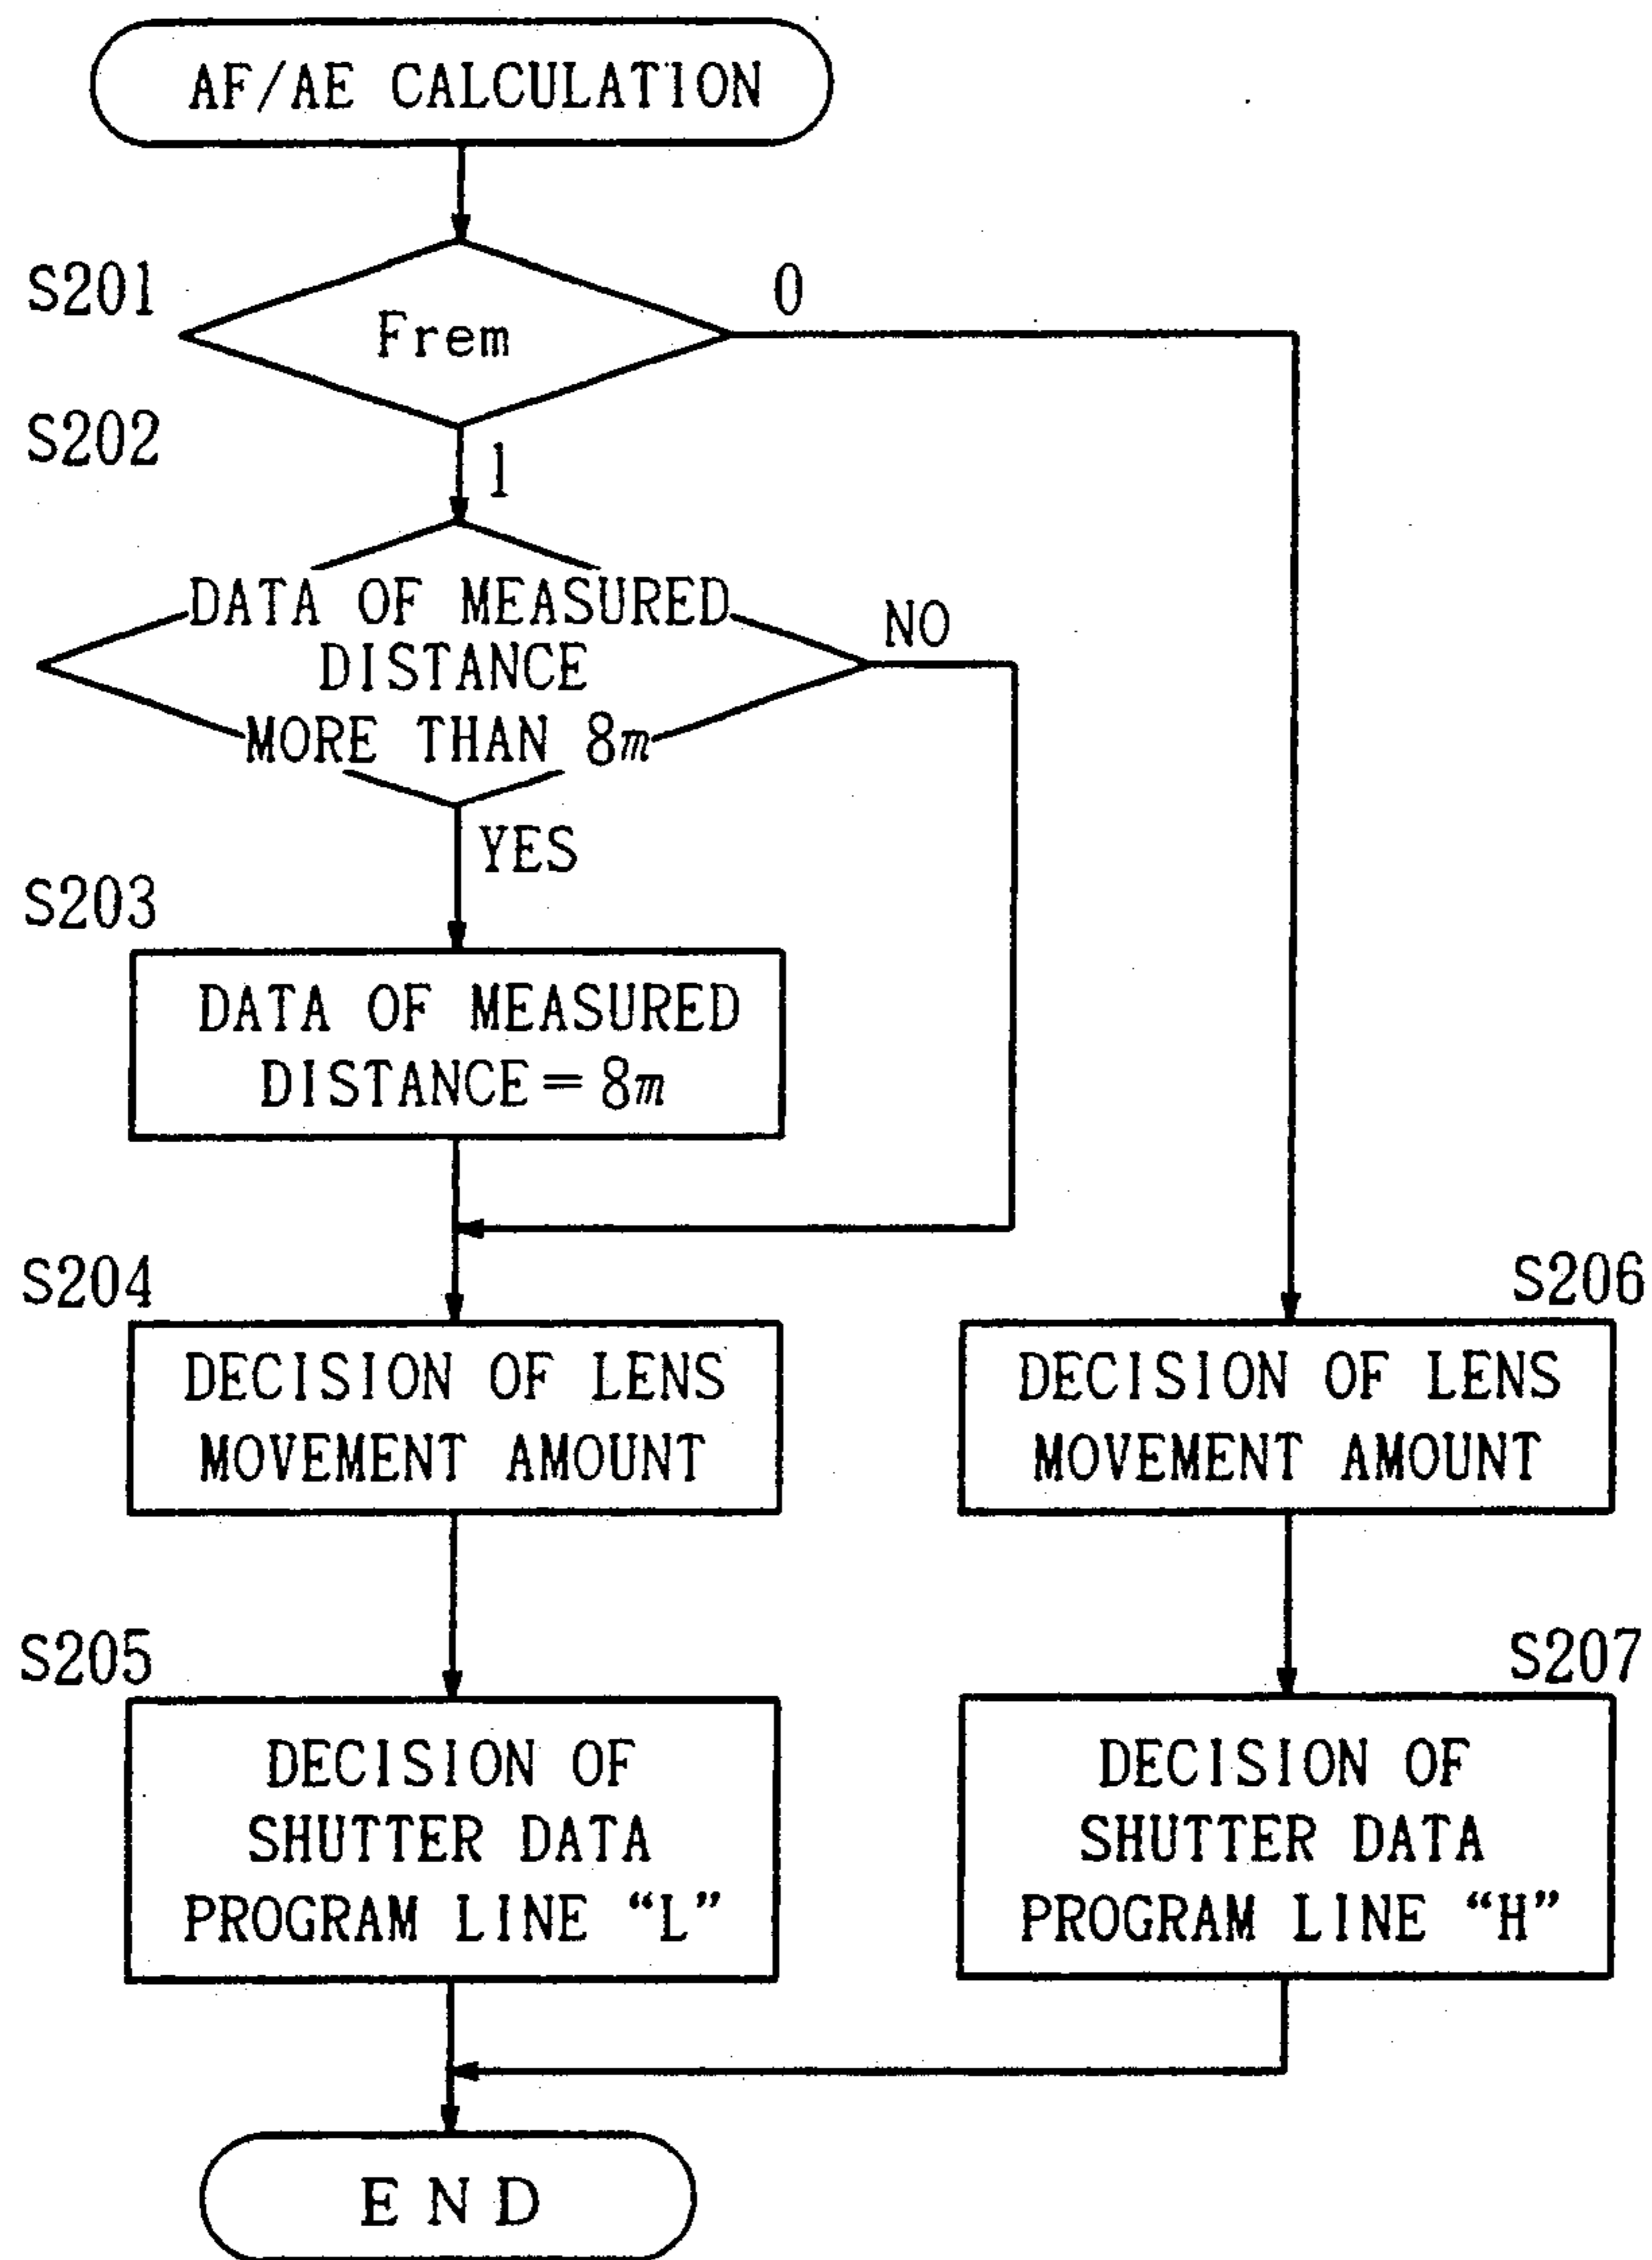 AF/AE CALCULATION
S201
Frem
0
S202
1
DATA OF MEASURED
DISTANCE
MORE THAN 8m
NO
YES
S203
DATA OF MEASURED
DISTANCE=8m
S204
DECISION OF LENS
MOVEMENT AMOUNT
S206
DECISION OF LENS
MOVEMENT AMOUNT
S205
DECISION OF
SHUTTER DATA
PROGRAM LINE “L”
S207
DECISION OF
SHUTTER DATA
PROGRAM LINE “H”
END